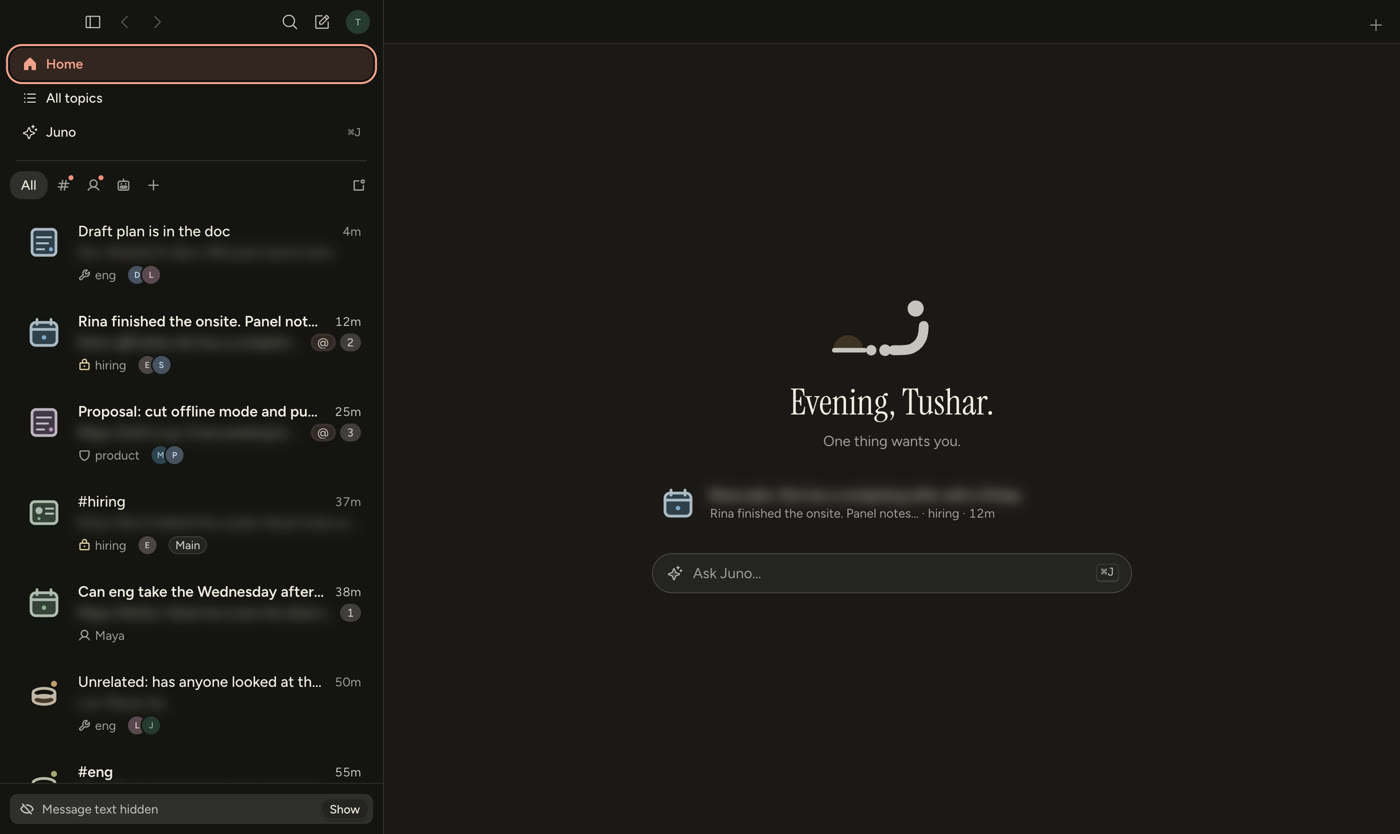 T
Home
All topics
Juno ⌘J
All
Draft plan is in the doc 4m
eng D L
Rina finished the onsite. Panel not... 12m
@ 2
hiring E S
Proposal: cut offline mode and pu... 25m
@ 3
product M P
#hiring 37m
hiring E Main
Can eng take the Wednesday after... 38m
1
Maya
Unrelated: has anyone looked at th... 50m
eng L J
#eng 55m
Message text hidden Show
Evening, Tushar.
One thing wants you.
Rina finished the onsite. Panel notes... · hiring · 12m
Ask Juno... ⌘J